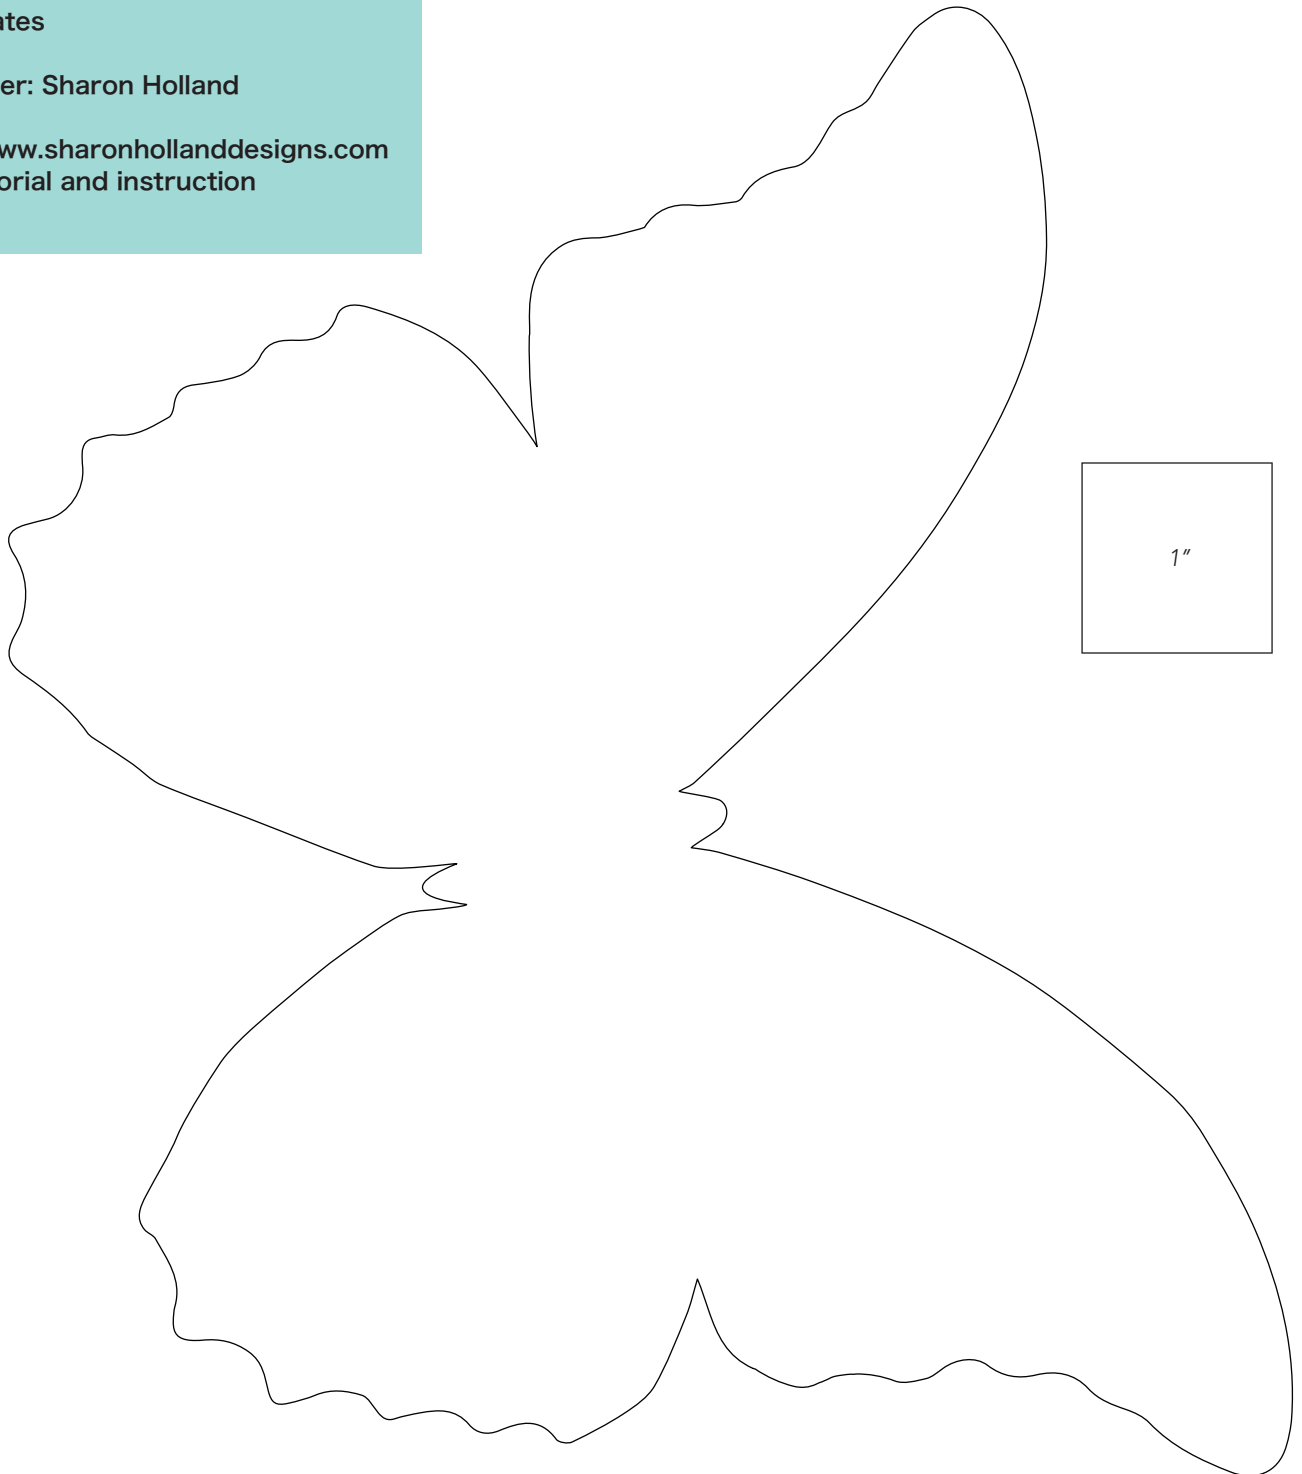 ates
er: Sharon Holland
ww.sharonhollanddesigns.com
orial and instruction
1"